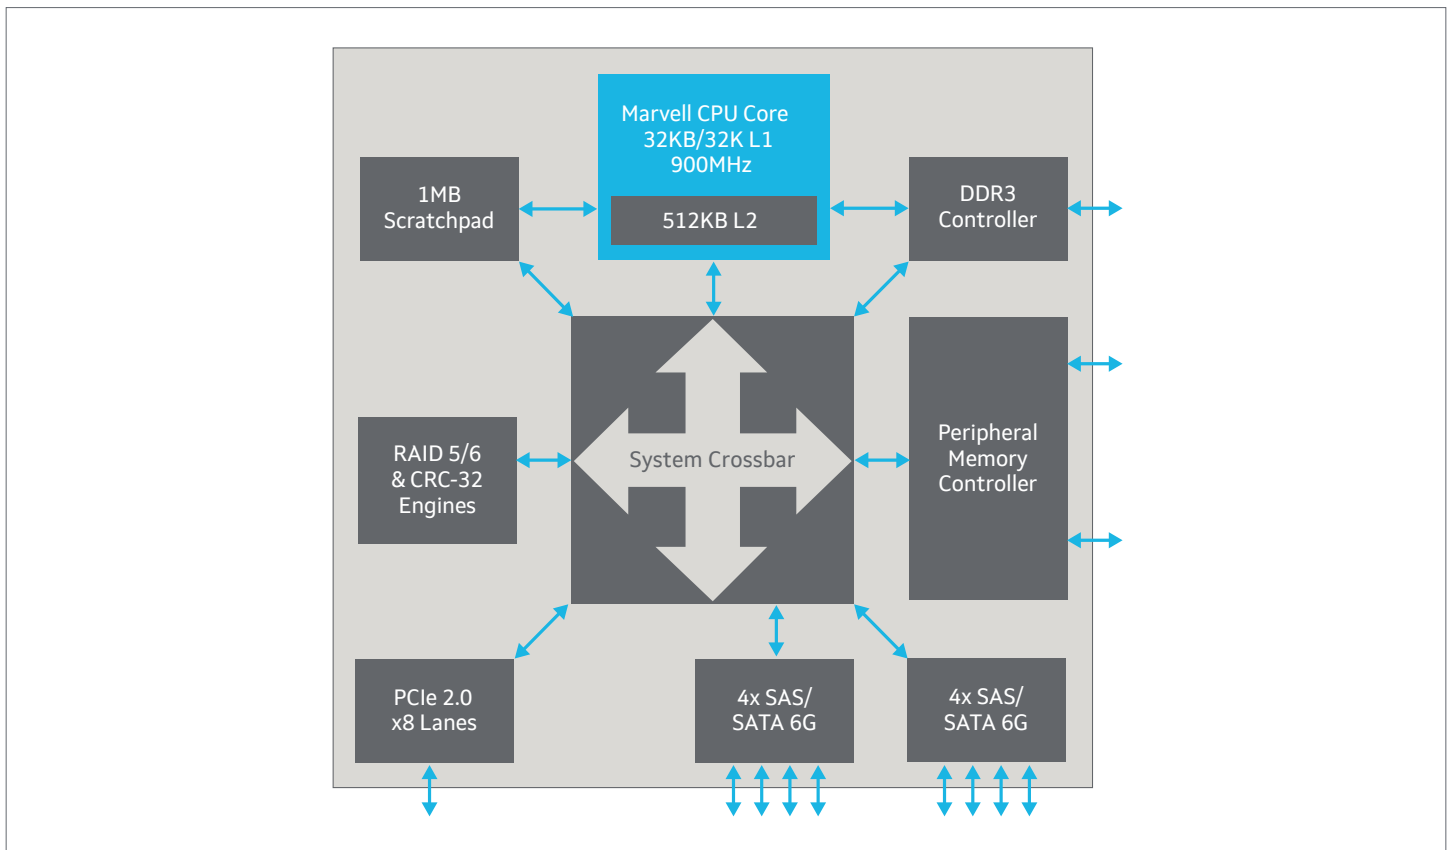 Marvell CPU Core
32KB/32K L1
900MHz
512KB L2
1MB
Scratchpad
DDR3
Controller
RAID 5/6
& CRC-32
Engines
System Crossbar
Peripheral
Memory
Controller
PCIe 2.0
x8 Lanes
4x SAS/
SATA 6G
4x SAS/
SATA 6G